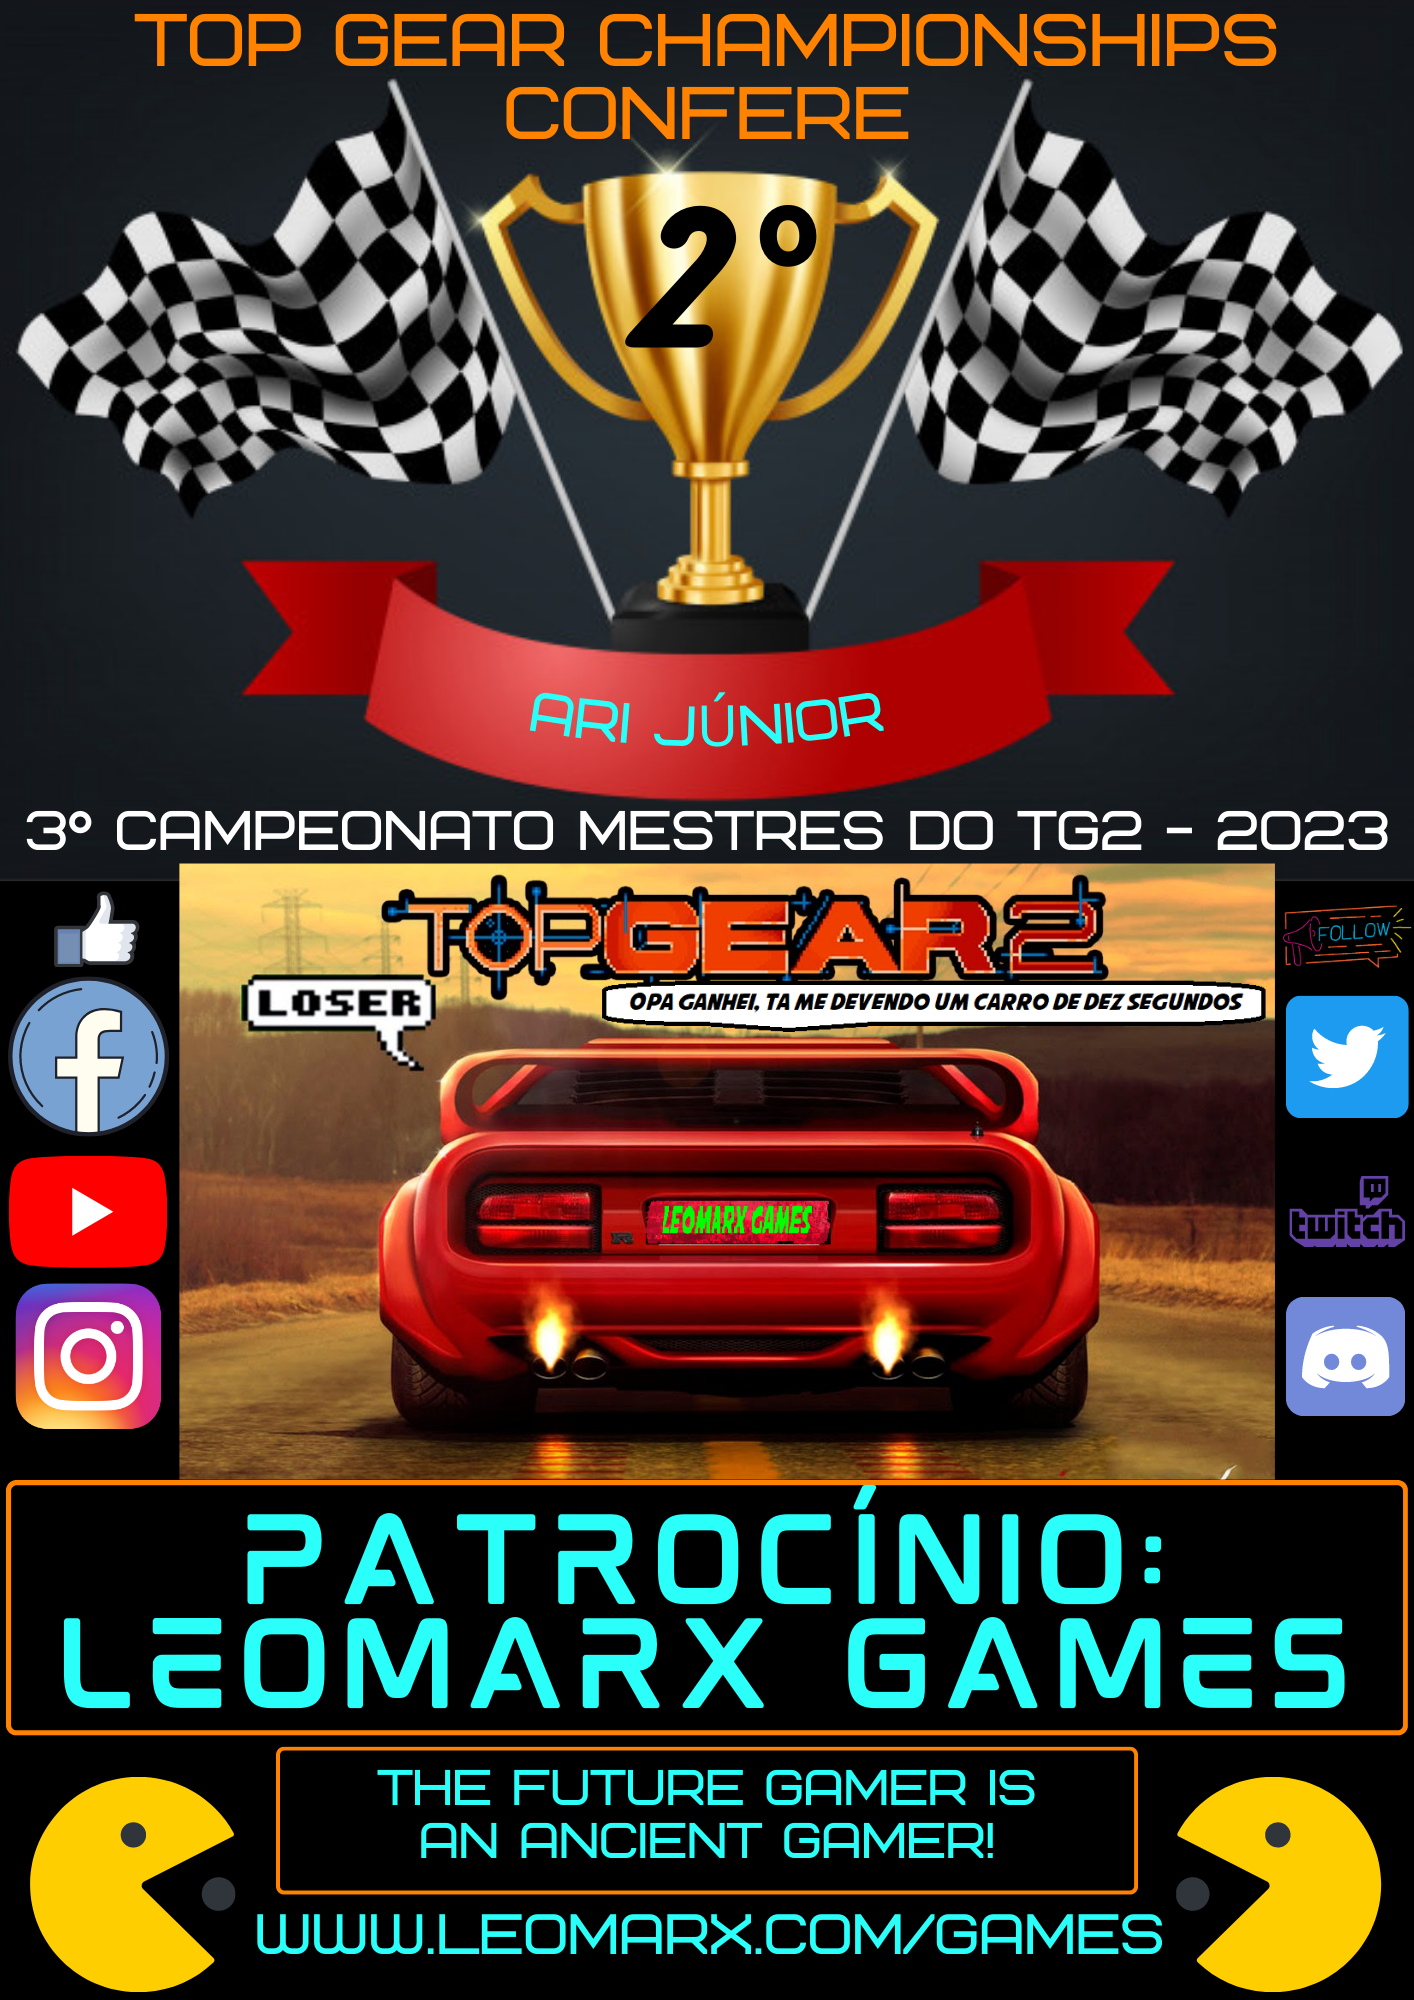 TOP GEAR CHAMPIONSHIPS
CONFERE
2º
ARI JÚNIOR
3º CAMPEONATO MESTRES DO TG2 - 2023
TOP GEAR 2
LOSER
OPA GANHEI, TA ME DEVENDO UM CARRO DE DEZ SEGUNDOS
FOLLOW
LEOMARX GAMES
twitch
PATROCÍNIO:
LEOMARX GAMES
THE FUTURE GAMER IS
AN ANCIENT GAMER!
WWW.LEOMARX.COM/GAMES